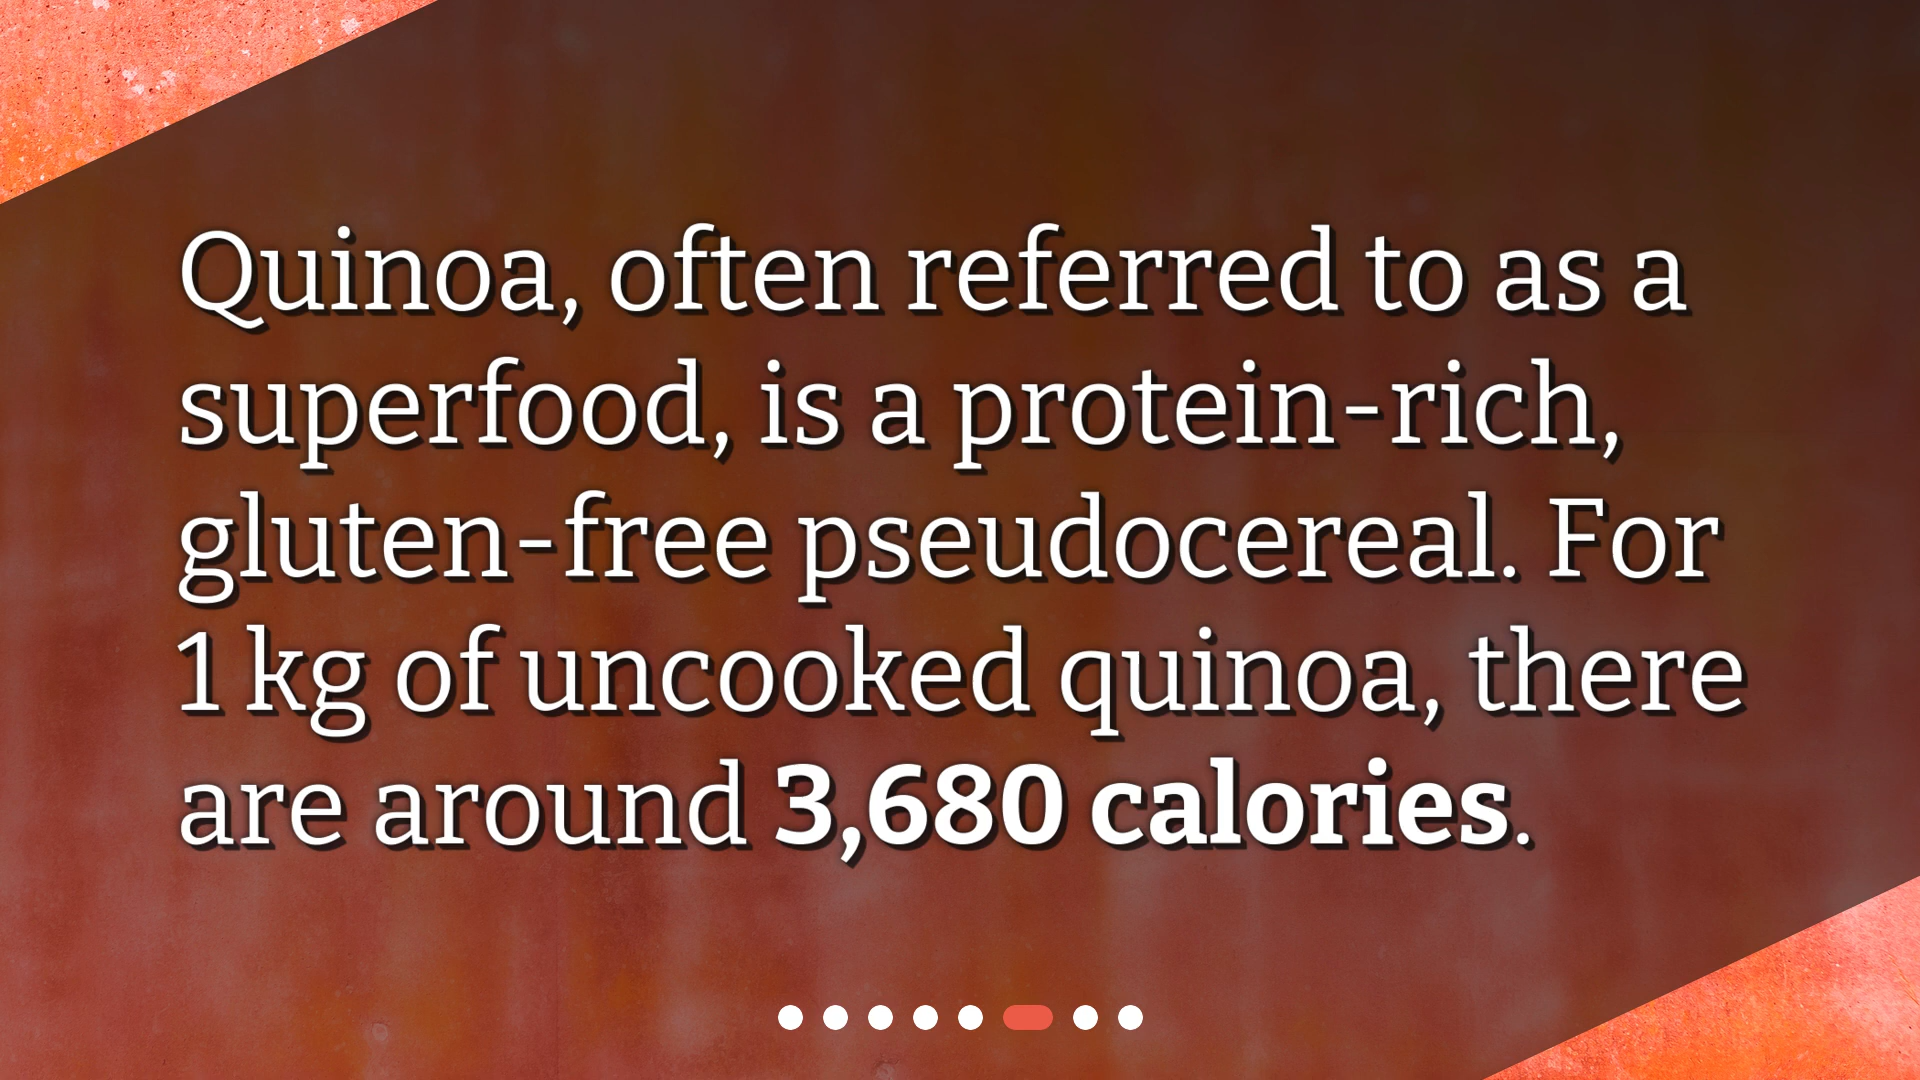 Quinoa, often referred to as a
superfood, is a protein-rich,
gluten-free pseudocereal. For
1 kg of uncooked quinoa, there
are around 3,680 calories.